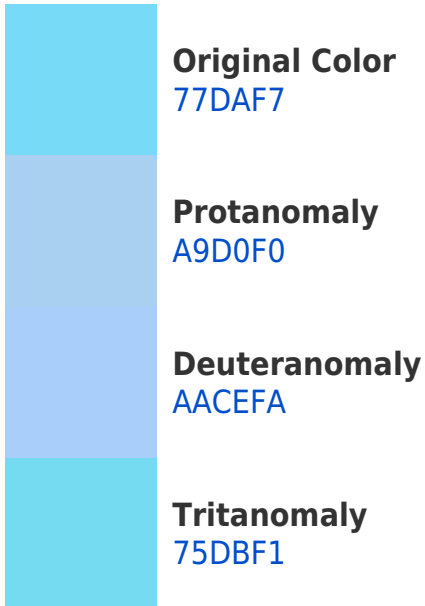 Original Color
77DAF7
Protanomaly
A9D0F0
Deuteranomaly
AACEFA
Tritanomaly
75DBF1